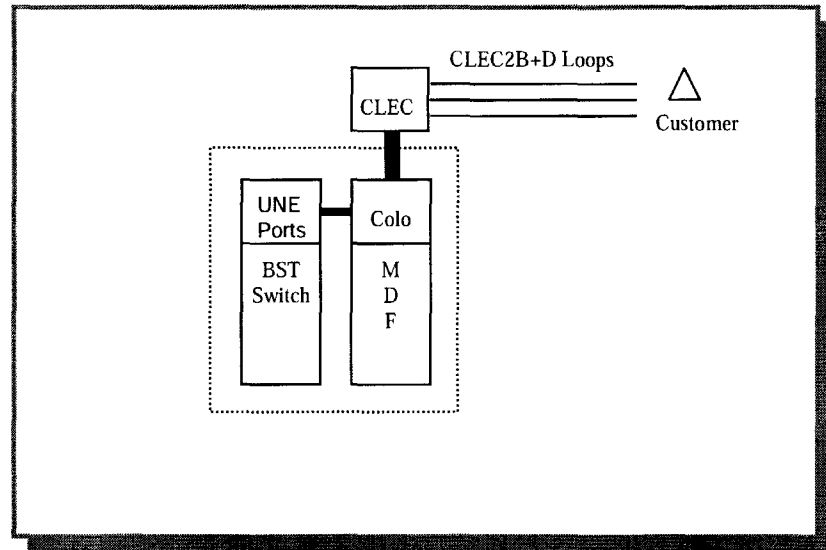 CLEC2B+D Loops
CLEC
Customer
UNE
Ports
Colo
BST
Switch
M
D
F